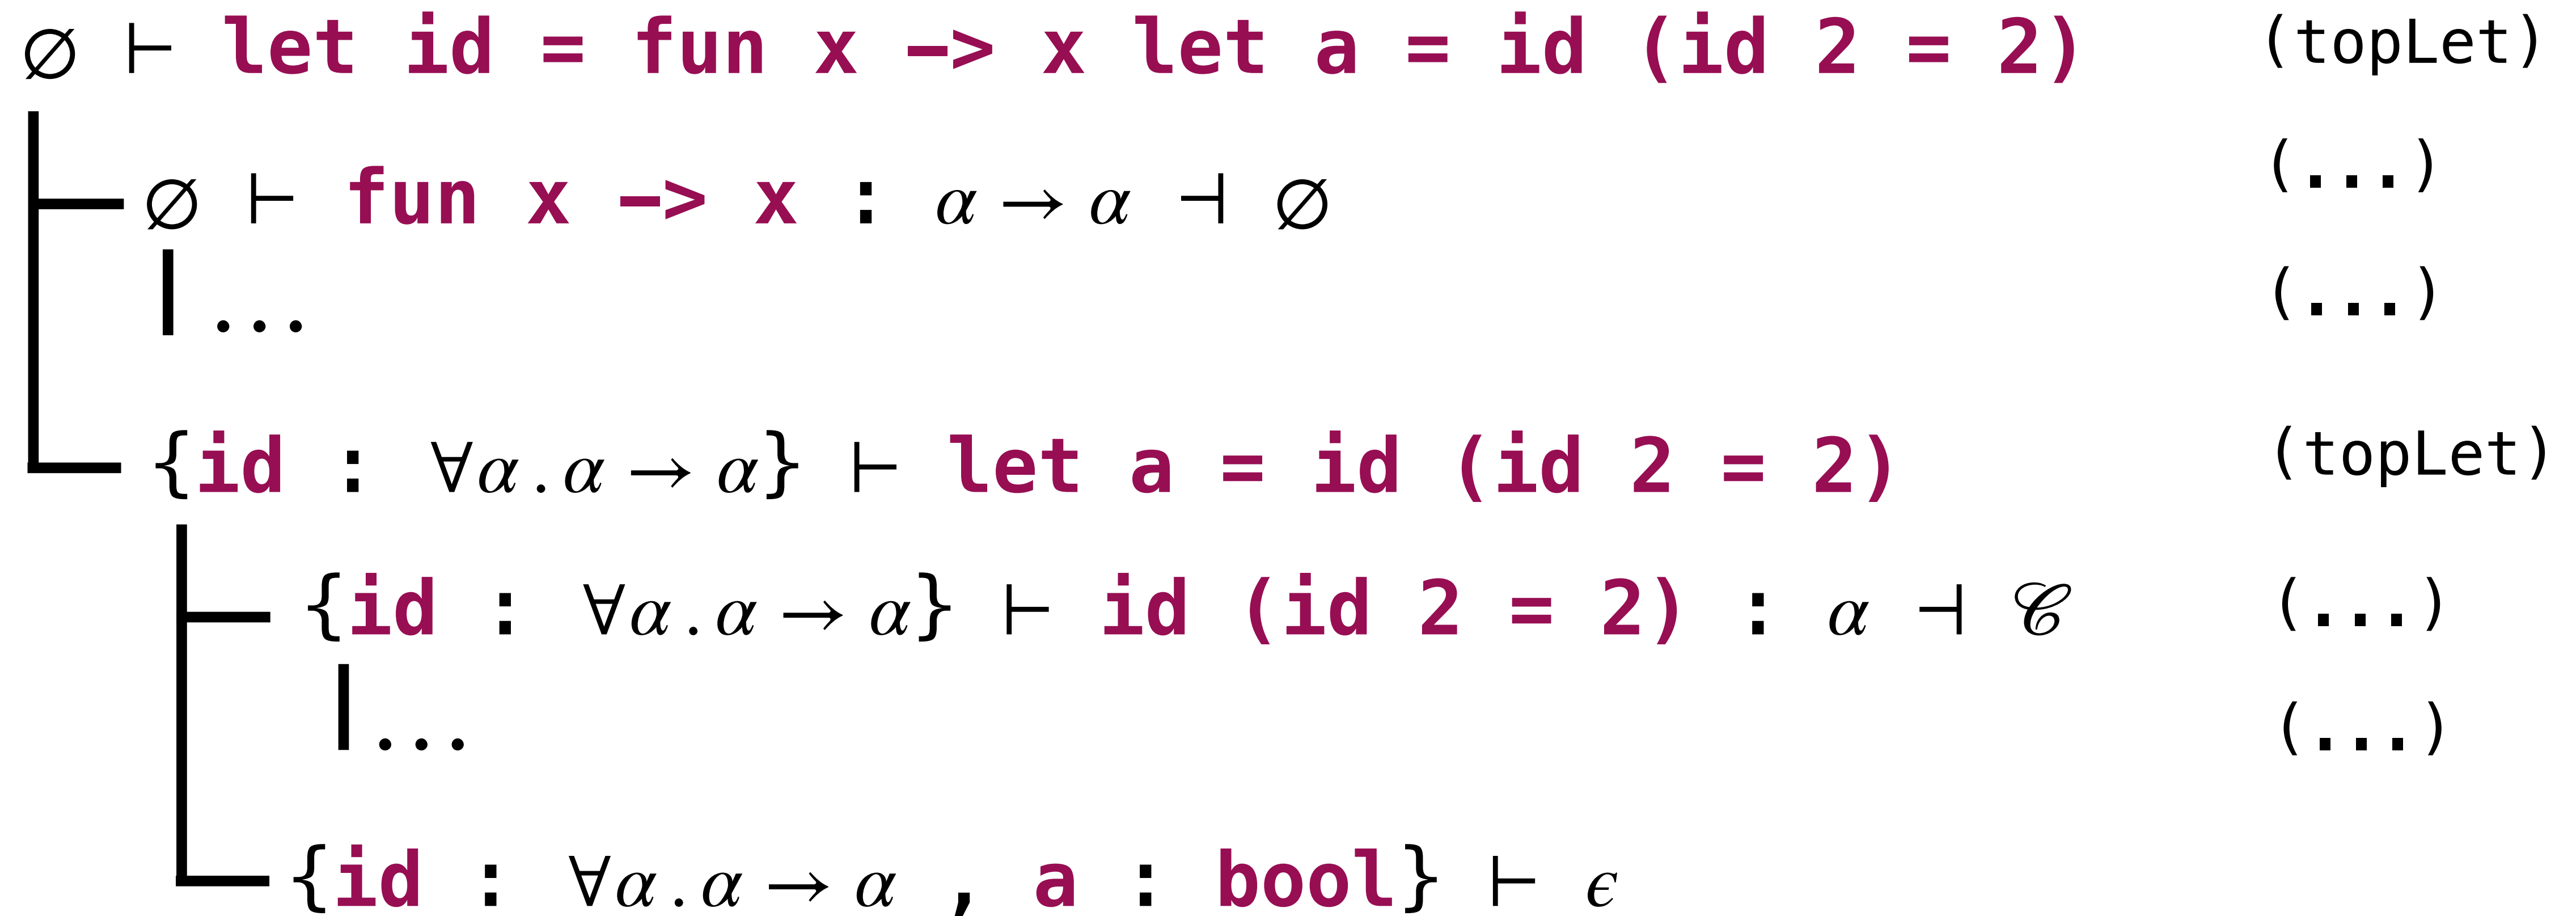 ∅ ⊢ let id = fun x -> x let a = id (id 2 = 2) (topLet)
∅ ⊢ fun x -> x : α → α ⊣ ∅ (...)
... (...)
{id : ∀α.α → α} ⊢ let a = id (id 2 = 2) (topLet)
{id : ∀α.α → α} ⊢ id (id 2 = 2) : α ⊣ 𝒞 (...)
... (...)
{id : ∀α.α → α , a : bool} ⊢ ϵ